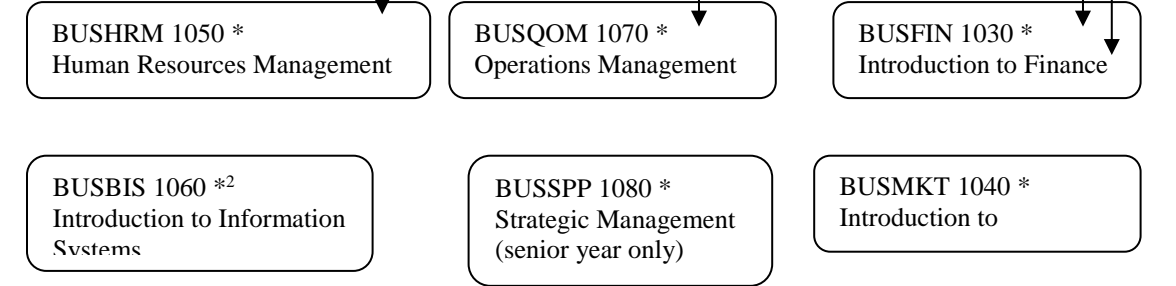 BUSHRM 1050 *
Human Resources Management
BUSQOM 1070 *
Operations Management
BUSFIN 1030 *
Introduction to Finance
BUSBIS 1060 *²
Introduction to Information
Systems
BUSSPP 1080 *
Strategic Management
(senior year only)
BUSMKT 1040 *
Introduction to